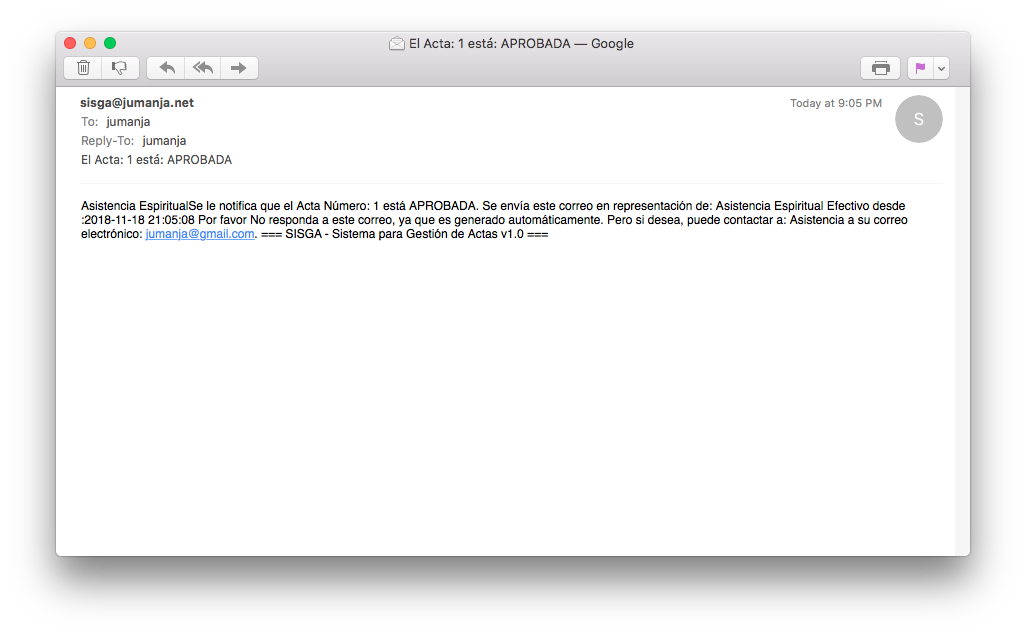 El Acta: 1 está: APROBADA — Google
sisga@jumanja.net
Today at 9:05 PM
S
To: jumanja
Reply-To: jumanja
El Acta: 1 está: APROBADA
Asistencia EspiritualSe le notifica que el Acta Número: 1 está APROBADA. Se envía este correo en representación de: Asistencia Espiritual Efectivo desde
:2018-11-18 21:05:08 Por favor No responda a este correo, ya que es generado automáticamente. Pero si desea, puede contactar a: Asistencia a su correo
electrónico: jumanja@gmail.com. === SISGA - Sistema para Gestión de Actas v1.0 ===